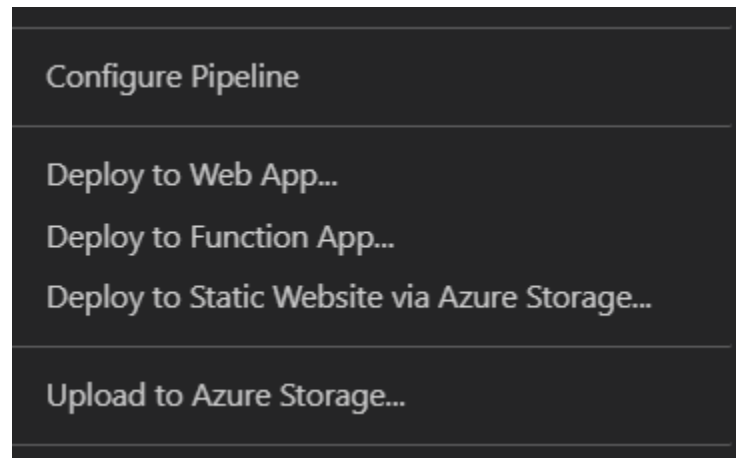 Configure Pipeline
Deploy to Web App...
Deploy to Function App...
Deploy to Static Website via Azure Storage...
Upload to Azure Storage...